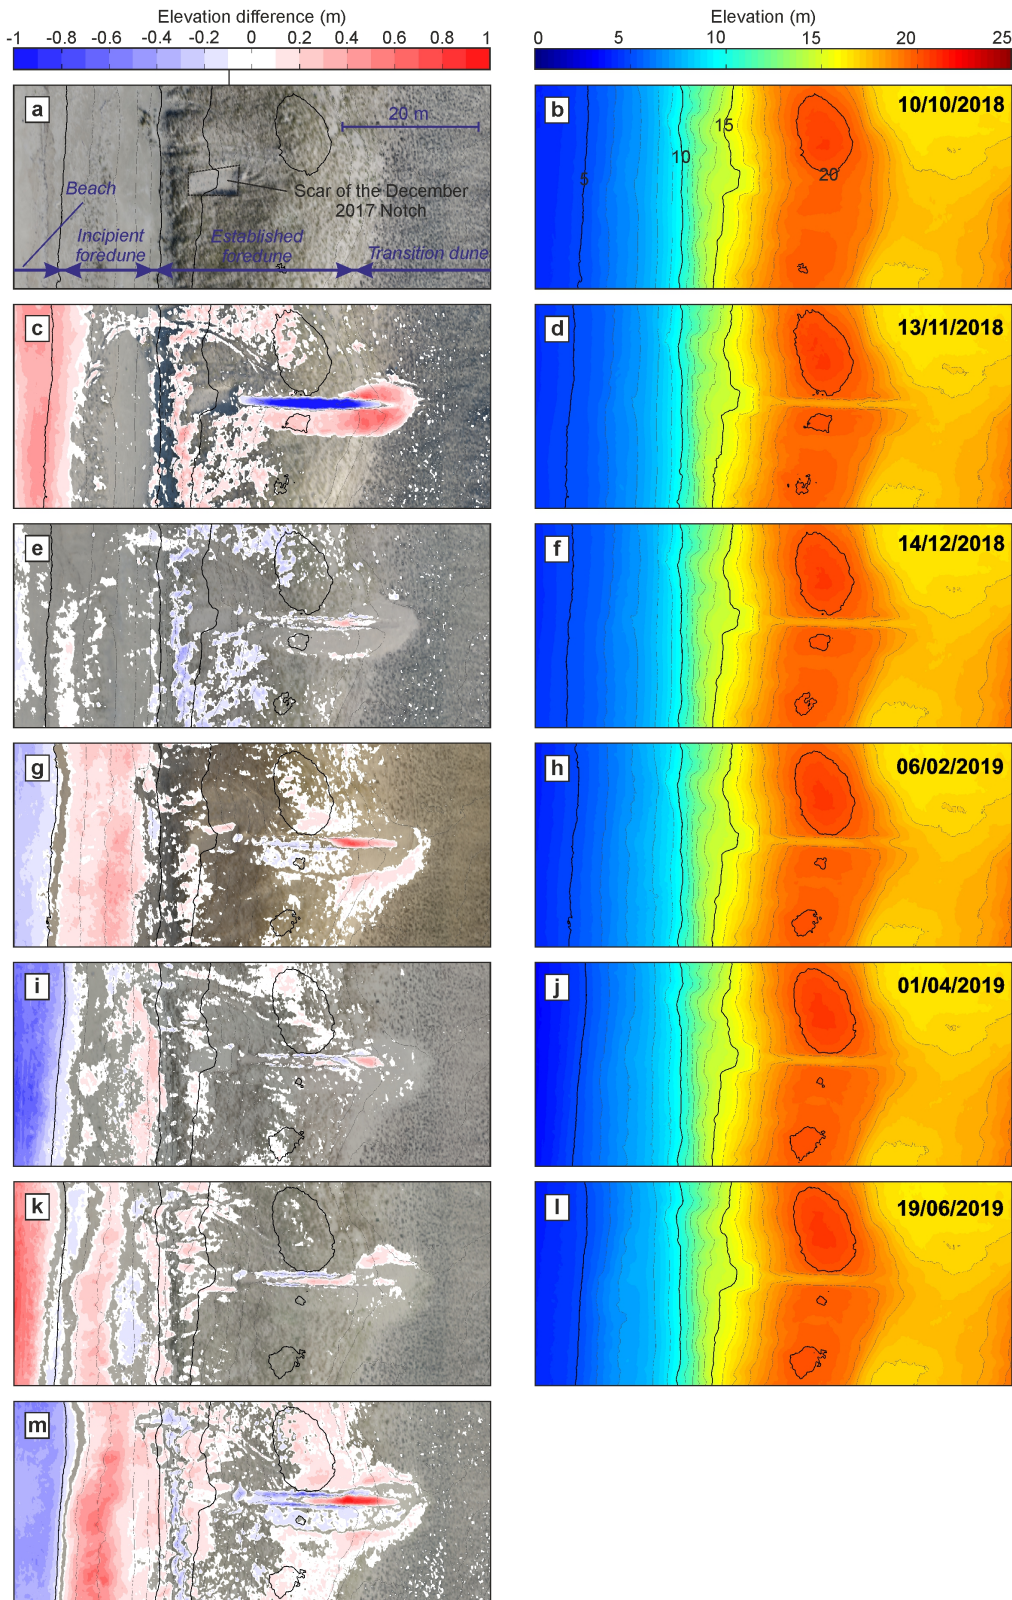 Elevation difference (m)
-1 -0.8 -0.6 -0.4 -0.2 0 0.2 0.4 0.6 0.8 1
Elevation (m)
0 5 10 15 20 25
a
20 m
Scar of the December
2017 Notch
Beach
Incipient
foredune
Established
foredune
Transition dune
b
10/10/2018
15
10
5
20
c
d
13/11/2018
e
f
14/12/2018
g
h
06/02/2019
i
j
01/04/2019
k
l
19/06/2019
m